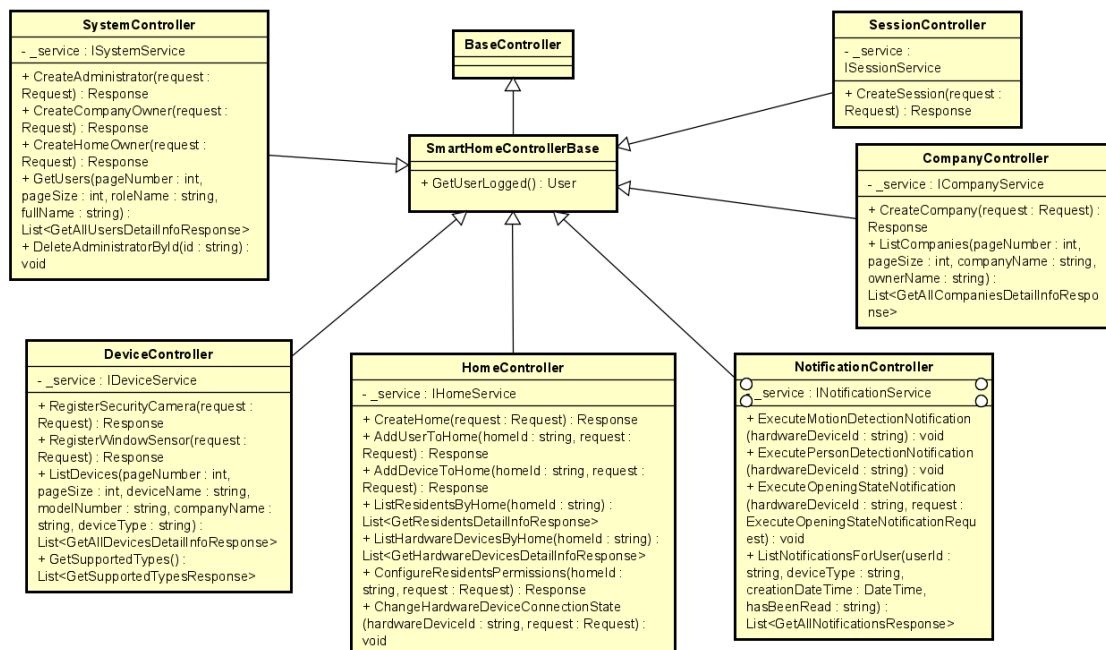 SystemController
- _service : ISystemService
+ CreateAdministrator(request :
Request) : Response
+ CreateCompanyOwner(request :
Request) : Response
+ CreateHomeOwner(request :
Request) : Response
+ GetUsers(pageNumber : int,
pageSize : int, roleName : string,
fullName : string) :
List<GetAllUsersDetailInfoResponse>
+ DeleteAdministratorById(id : string) :
void
BaseController
SessionController
- _service :
ISessionService
+ CreateSession(request :
Request) : Response
SmartHomeControllerBase
+ GetUserLogged() : User
CompanyController
- _service : ICompanyService
+ CreateCompany(request : Request) :
Response
+ ListCompanies(pageNumber : int,
pageSize : int, companyName : string,
ownerName : string) :
List<GetAllCompaniesDetailInfoRespo
nse>
DeviceController
- _service : IDeviceService
+ RegisterSecurityCamera(request :
Request) : Response
+ RegisterWindowSensor(request :
Request) : Response
+ ListDevices(pageNumber : int,
pageSize : int, deviceName : string,
modelNumber : string, companyName :
string, deviceType : string) :
List<GetAllDevicesDetailInfoResponse>
+ GetSupportedTypes() :
List<GetSupportedTypesResponse>
HomeController
- _service : IHomeService
+ CreateHome(request : Request) : Response
+ AddUserToHome(homeId : string, request :
Request) : Response
+ AddDeviceToHome(homeId : string, request :
Request) : Response
+ ListResidentsByHome(homeId : string) :
List<GetResidentsDetailInfoResponse>
+ ListHardwareDevicesByHome(homeId : string) :
List<GetHardwareDevicesDetailInfoResponse>
+ ConfigureResidentsPermissions(homeId :
string, request : Request) : Response
+ ChangeHardwareDeviceConnectionState
(hardwareDeviceId : string, request : Request) :
void
NotificationController
- _service : INotificationService
+ ExecuteMotionDetectionNotification
(hardwareDeviceId : string) : void
+ ExecutePersonDetectionNotification
(hardwareDeviceId : string) : void
+ ExecuteOpeningStateNotification
(hardwareDeviceId : string, request :
ExecuteOpeningStateNotificationRequ
est) : void
+ ListNotificationsForUser(userId :
string, deviceType : string,
creationDateTime : DateTime,
hasBeenRead : string) :
List<GetAllNotificationsResponse>